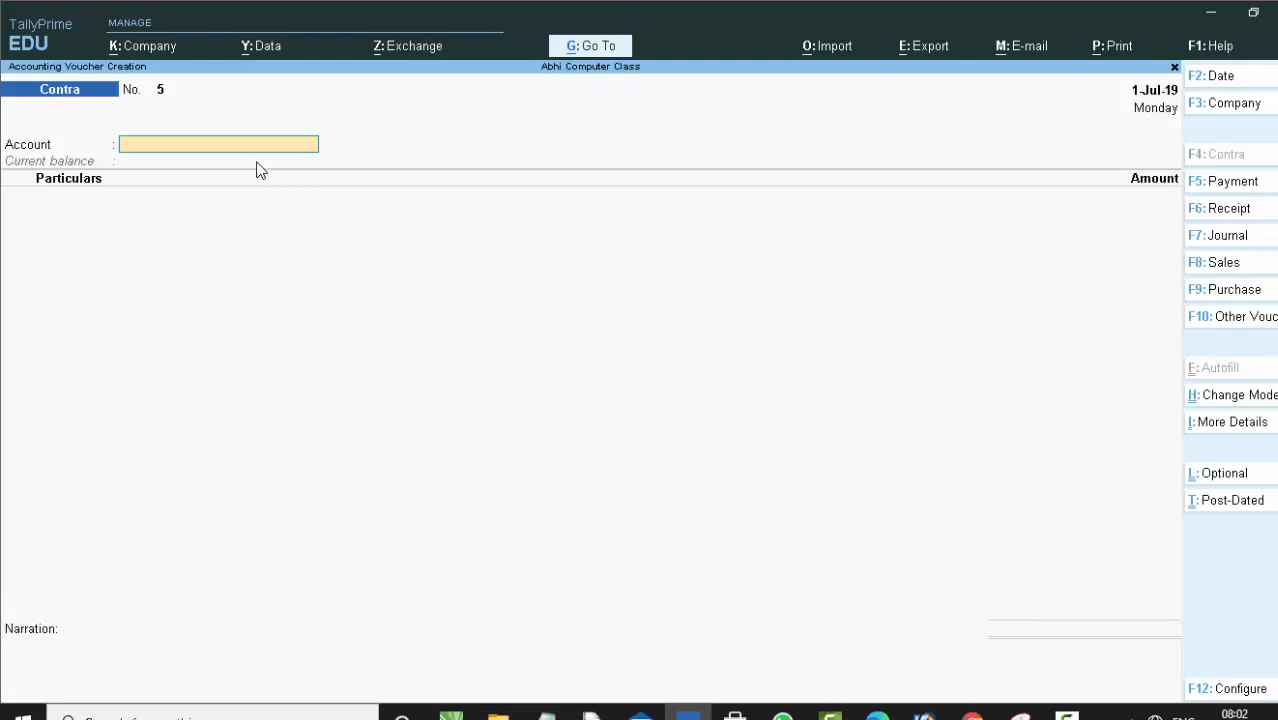 TallyPrime
EDU
MANAGE
K: Company
Y: Data
Z: Exchange
G: Go To
O: Import
E: Export
M: E-mail
P: Print
F1: Help
Accounting Voucher Creation
Abhi Computer Class
Contra
No. 5
1-Jul-19
Monday
Account :
Current balance :
Particulars
Amount
F2: Date
F3: Company
F4: Contra
F5: Payment
F6: Receipt
F7: Journal
F8: Sales
F9: Purchase
F10: Other Vouc
F: Autofill
H: Change Mode
I: More Details
L: Optional
T: Post-Dated
Narration:
F12: Configure
08:02